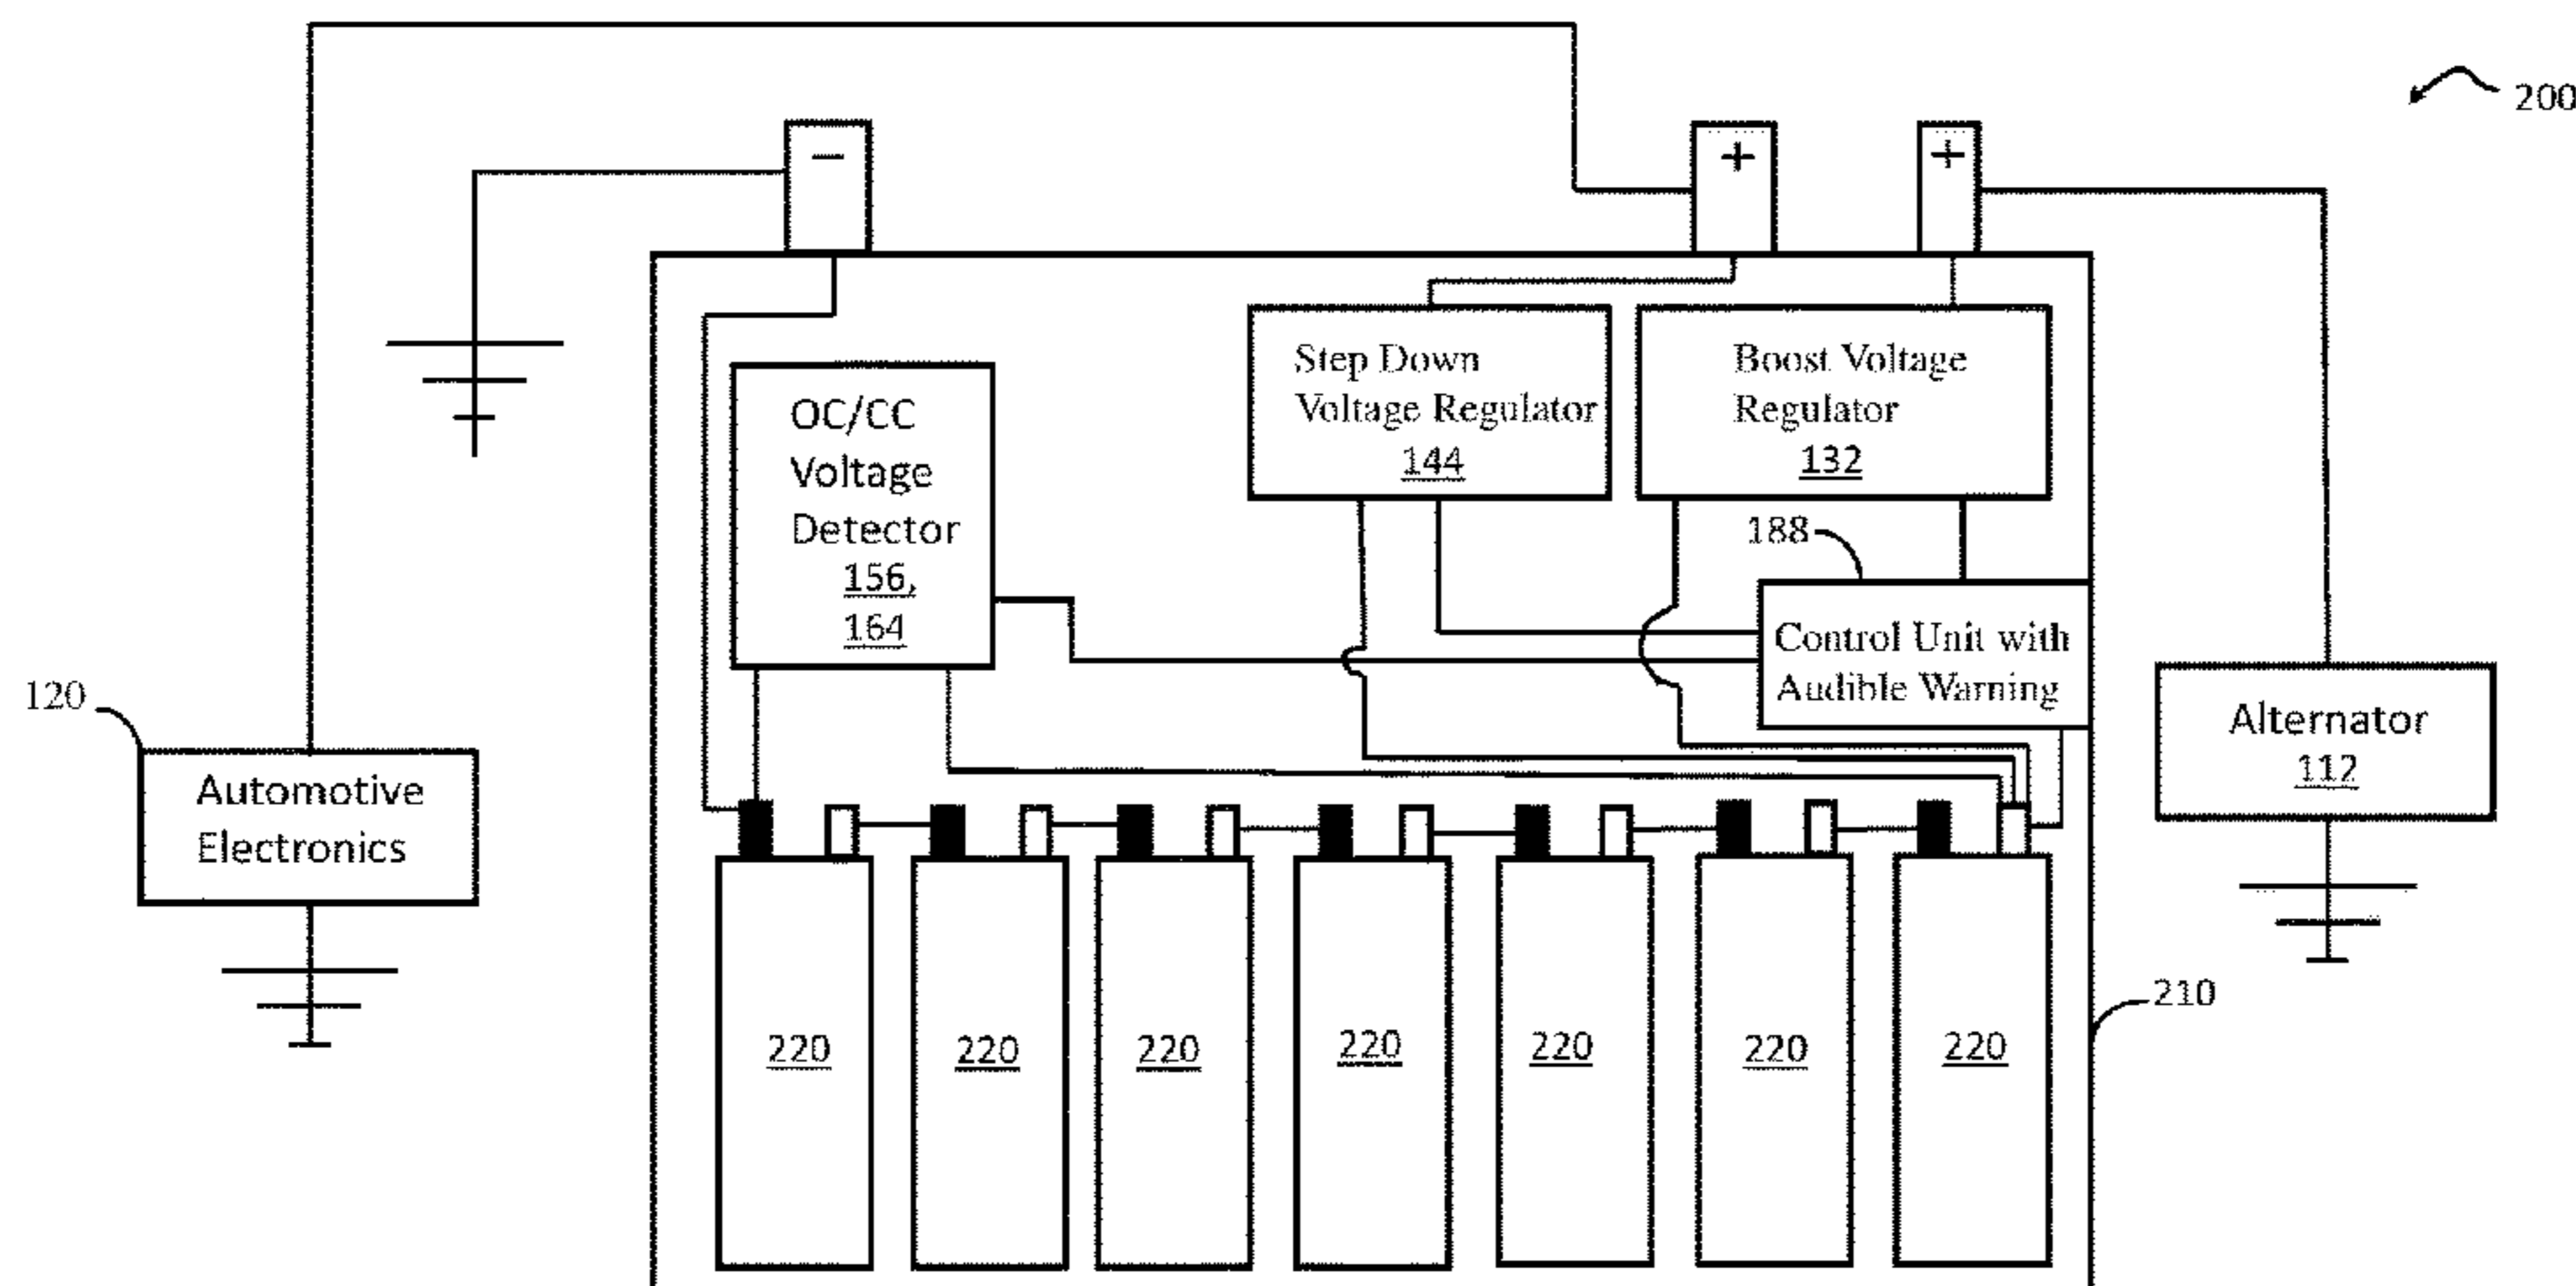 200
−
+
+
Step Down
Voltage Regulator
144
Boost Voltage
Regulator
132
OC/CC
Voltage
Detector
156,
164
188
Control Unit with
Audible Warning
120
Automotive
Electronics
Alternator
112
210
220
220
220
220
220
220
220